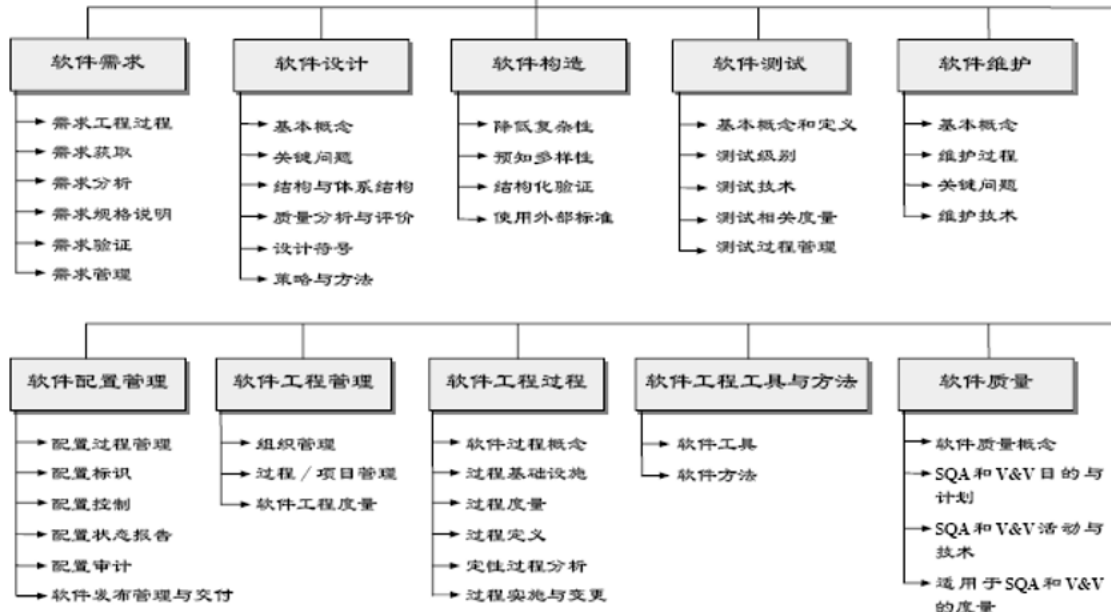 软件需求
需求工程过程
需求获取
需求分析
需求规格说明
需求验证
需求管理
软件设计
基本概念
关键问题
结构与体系结构
质量分析与评价
设计符号
策略与方法
软件构造
降低复杂性
预知多样性
结构化验证
使用外部标准
软件测试
基本概念和定义
测试级别
测试技术
测试相关度量
测试过程管理
软件维护
基本概念
维护过程
关键问题
维护技术
软件配置管理
配置过程管理
配置标识
配置控制
配置状态报告
配置审计
软件发布管理与交付
软件工程管理
组织管理
过程/项目管理
软件工程度量
软件工程过程
软件过程概念
过程基础设施
过程度量
过程定义
定性过程分析
过程实施与变更
软件工程工具与方法
软件工具
软件方法
软件质量
软件质量概念
SQA和V&V目的与
计划
SQA和V&V活动与
技术
适用于SQA和V&V
的度量